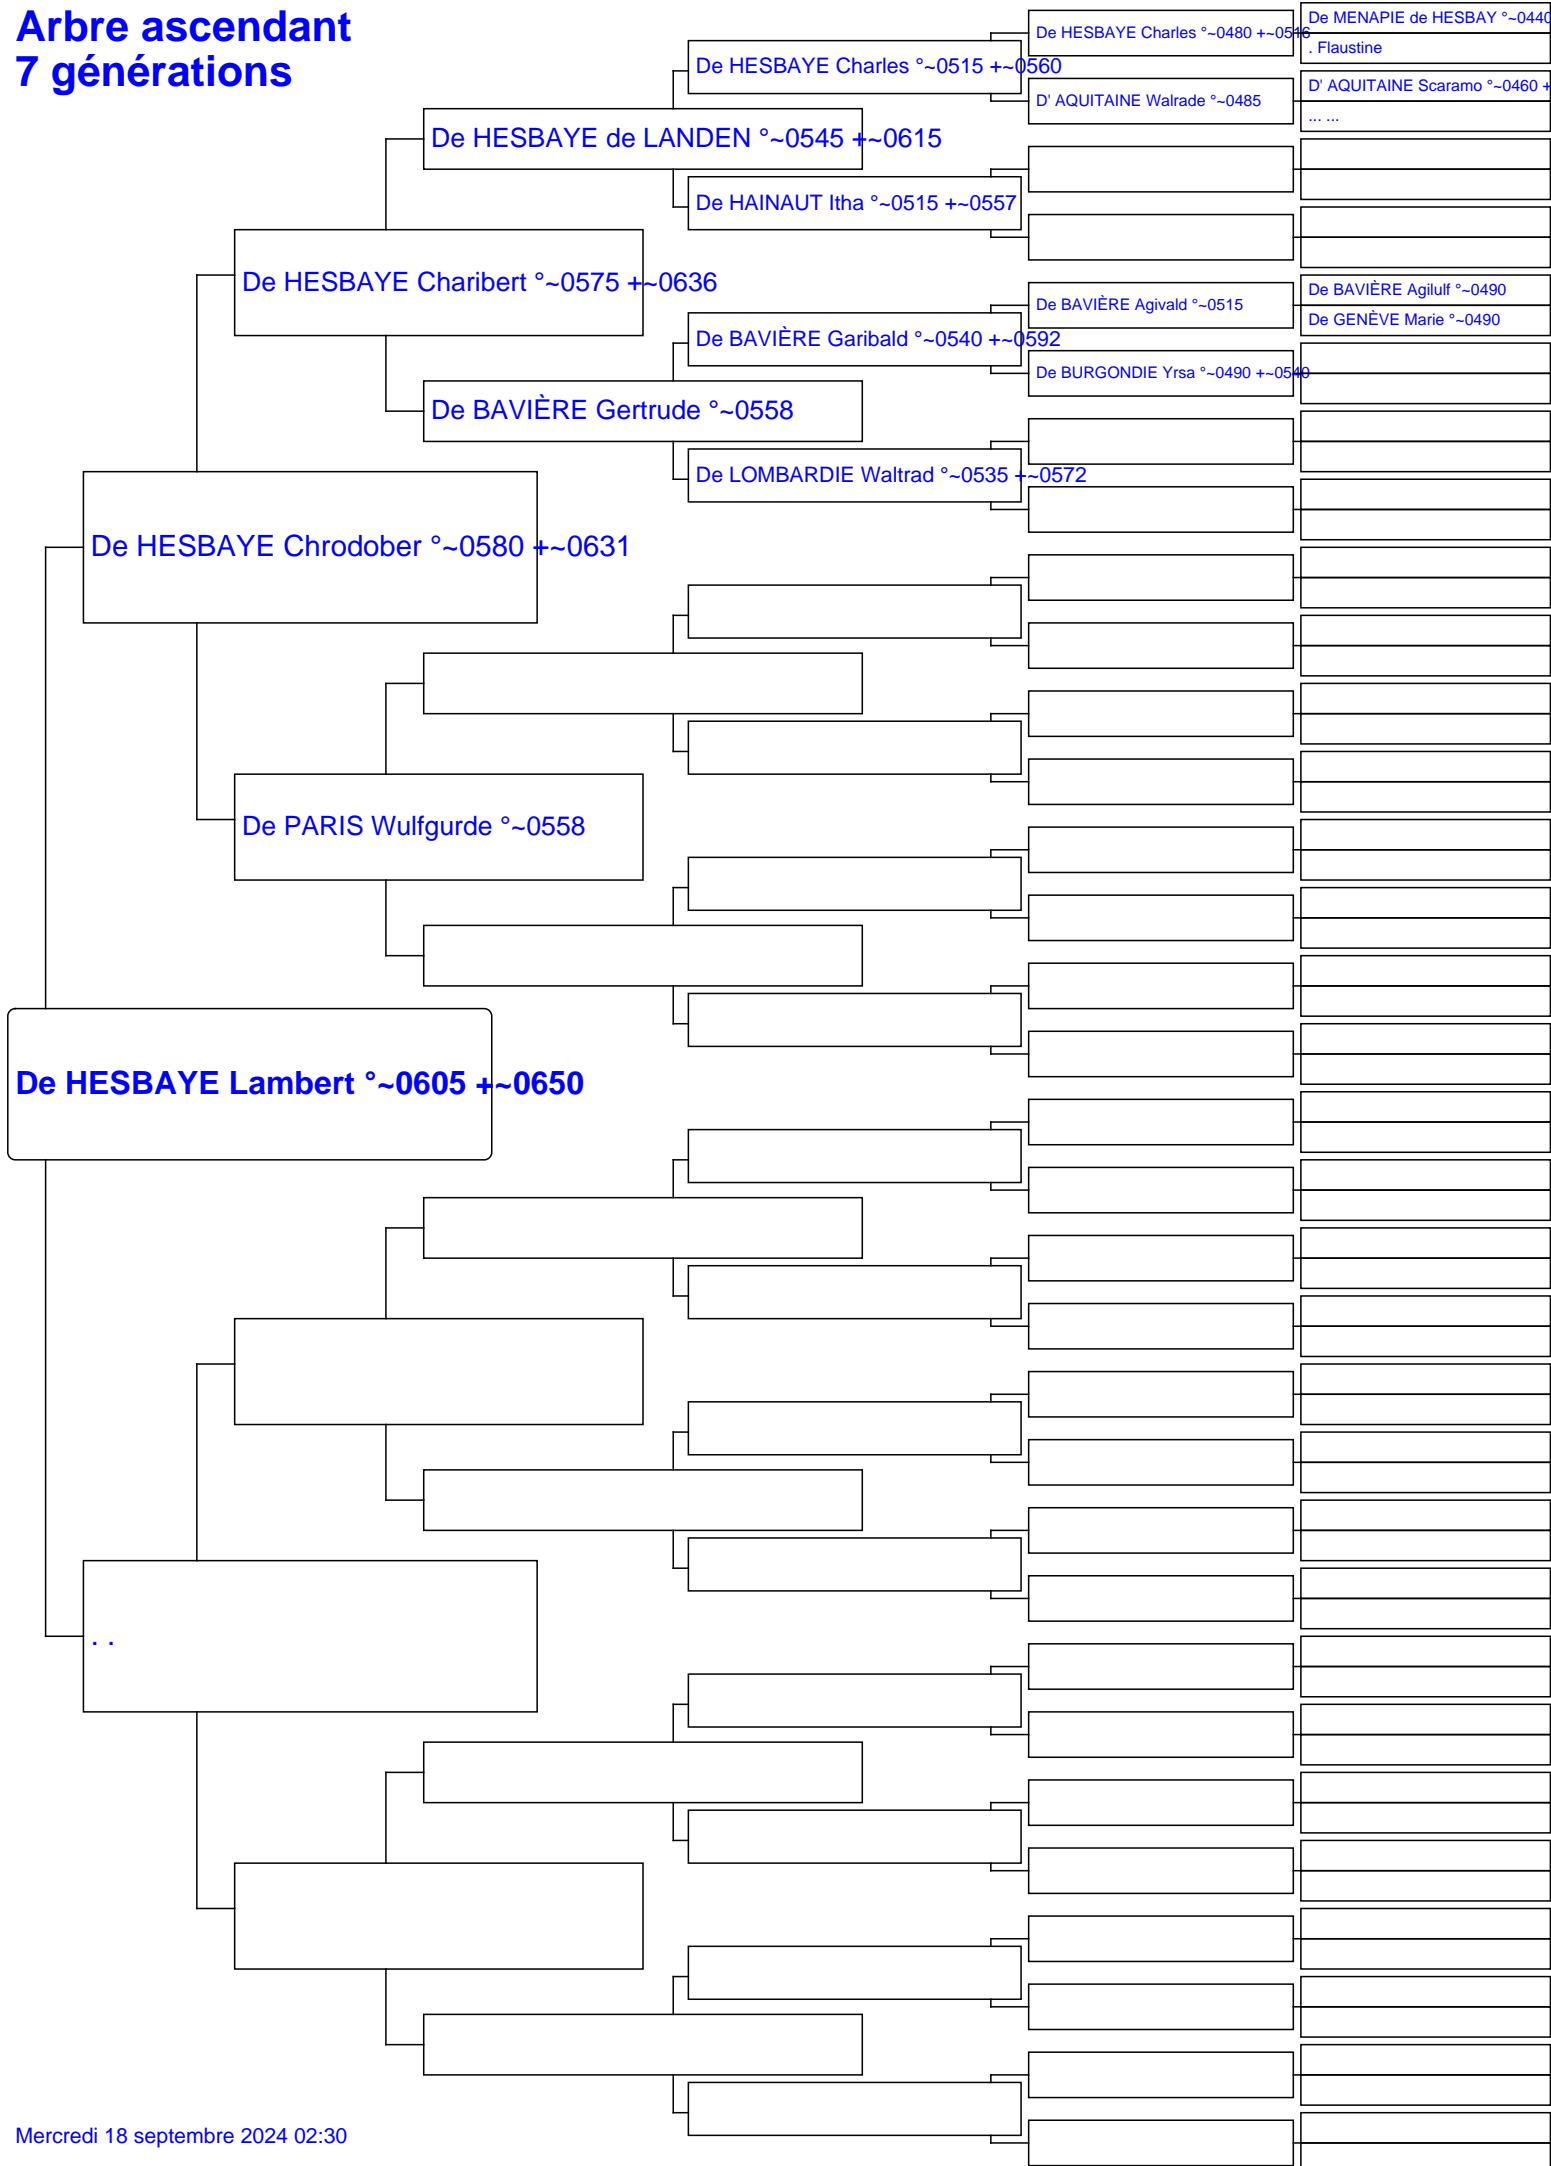 Arbre ascendant
7 générations
De HESBAYE Lambert °~0605 +~0650
De HESBAYE Chrodober °~0580 +~0631
. .
De HESBAYE Charibert °~0575 +~0636
De PARIS Wulfgurde °~0558
De HESBAYE de LANDEN °~0545 +~0615
De BAVIÈRE Gertrude °~0558
De HESBAYE Charles °~0515 +~0560
De HAINAUT Itha °~0515 +~0557
De BAVIÈRE Garibald °~0540 +~0592
De LOMBARDIE Waltrad °~0535 +~0572
De HESBAYE Charles °~0480 +~0516
D' AQUITAINE Walrade °~0485
De BAVIÈRE Agivald °~0515
De BURGONDIE Yrsa °~0490 +~0540
De MENAPIE de HESBAY °~0440
. Flaustine
D' AQUITAINE Scaramo °~0460 +
... ...
De BAVIÈRE Agilulf °~0490
De GENÈVE Marie °~0490
Mercredi 18 septembre 2024 02:30